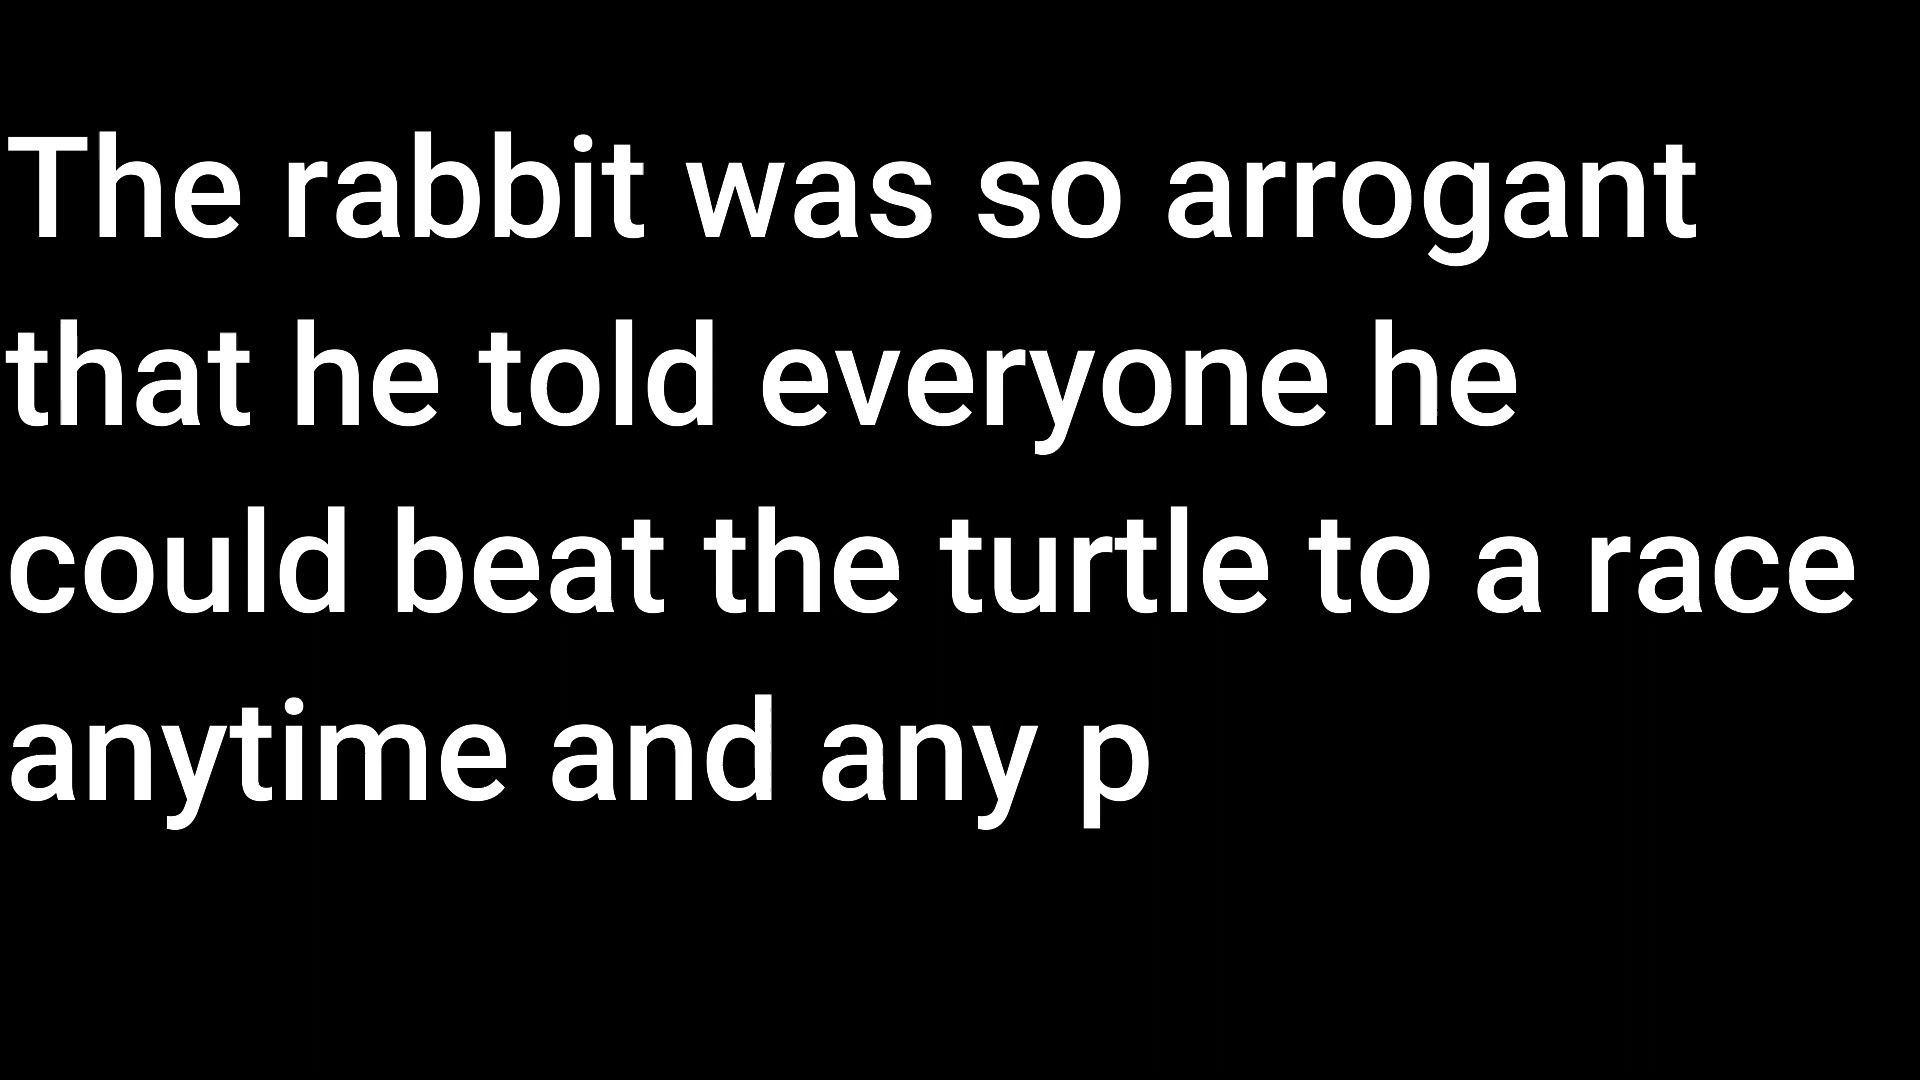 The rabbit was so arrogant
that he told everyone he
could beat the turtle to a race
anytime and any p